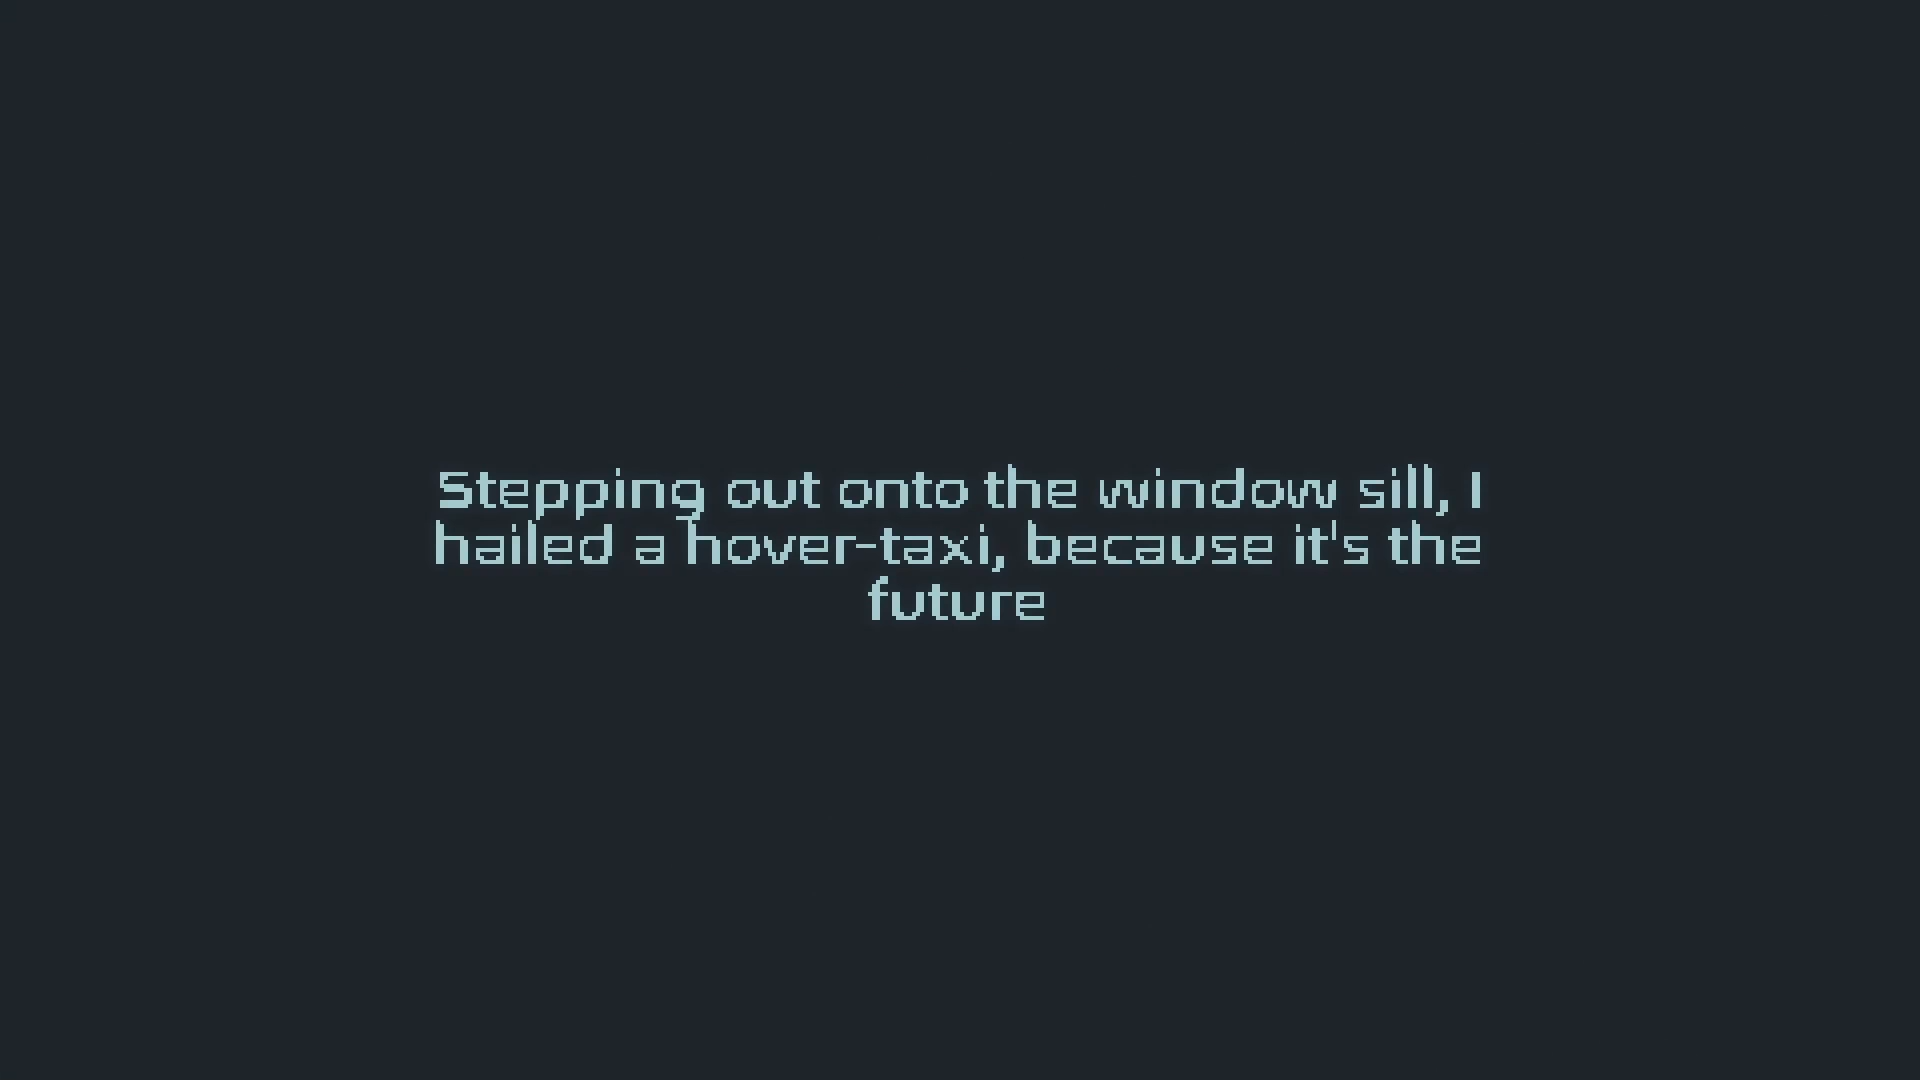 Stepping out onto the window sill, I
hailed a hover-taxi, because it's the
future